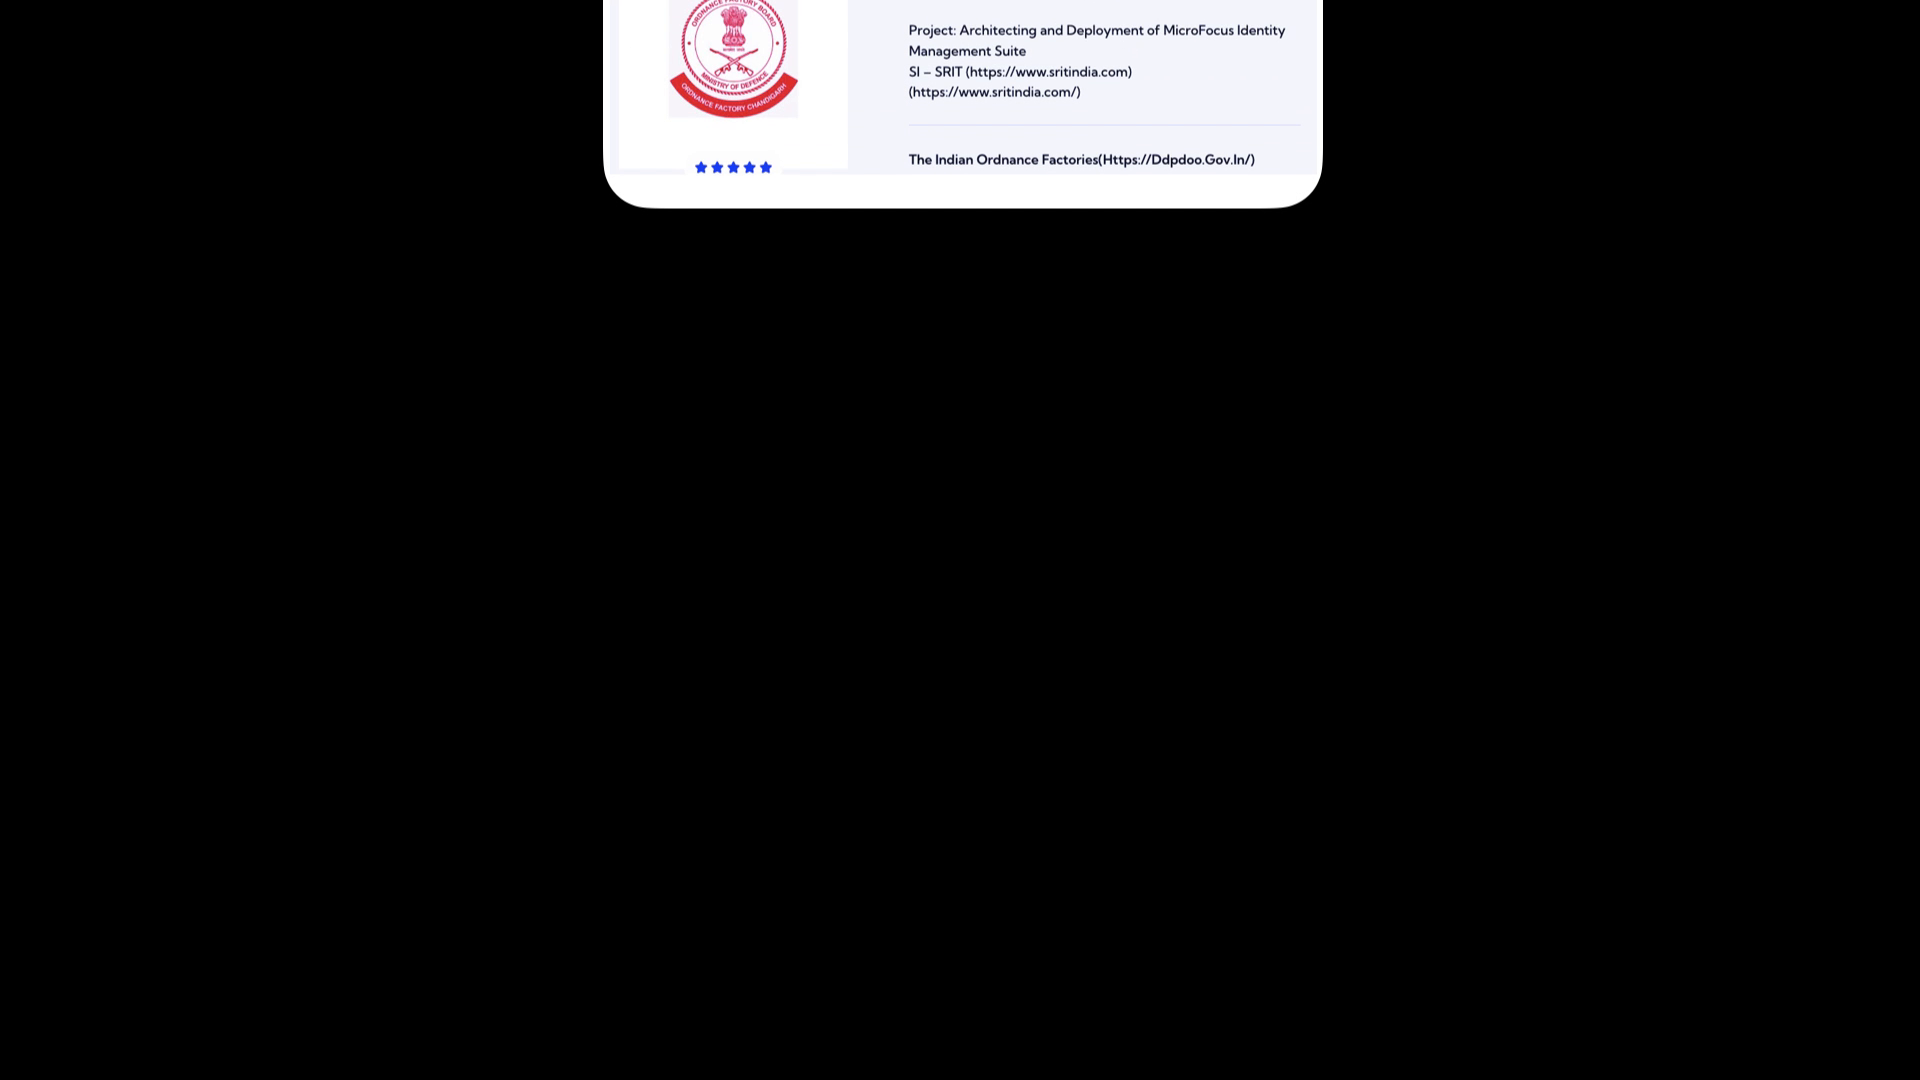 ORDNANCE FACTORY BOARD
MINISTRY OF DEFENCE
ORDNANCE FACTORY CHANDIGARH
Project: Architecting and Deployment of MicroFocus Identity
Management Suite
SI – SRIT (https://www.sritindia.com)
(https://www.sritindia.com/)
The Indian Ordnance Factories(Https://Ddpdoo.Gov.In/)